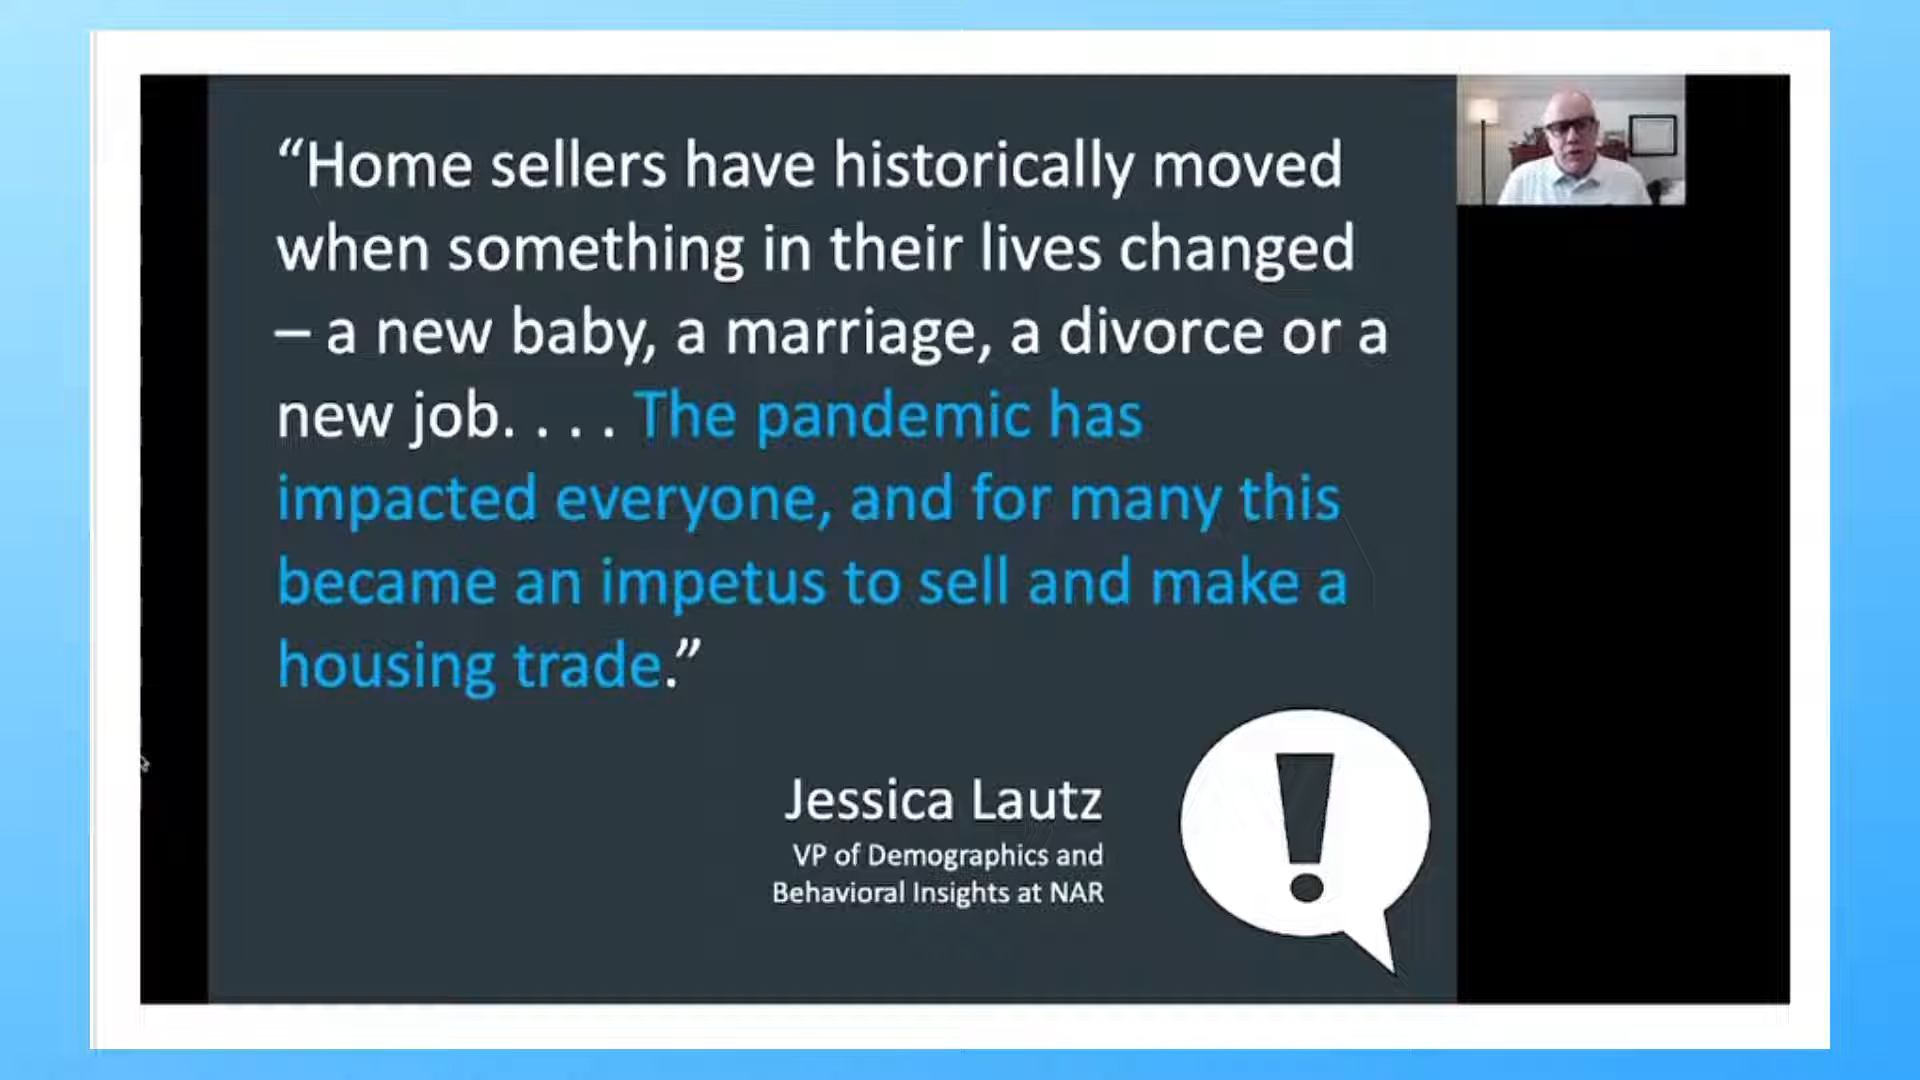 “Home sellers have historically moved
when something in their lives changed
– a new baby, a marriage, a divorce or a
new job. . . . The pandemic has
impacted everyone, and for many this
became an impetus to sell and make a
housing trade.”
Jessica Lautz
VP of Demographics and
Behavioral Insights at NAR
!